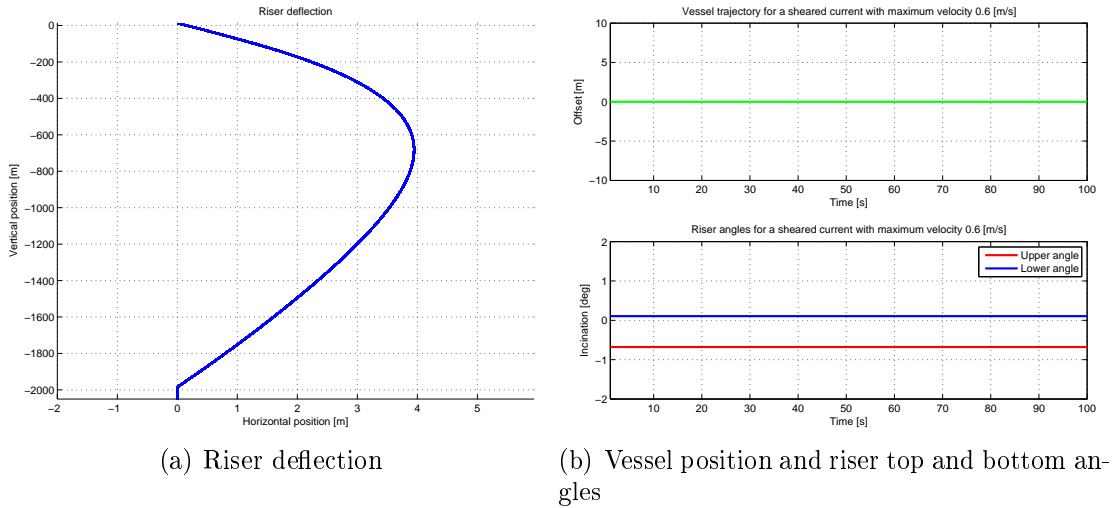 Riser deflection
0
−200
−400
−600
−800
−1000
−1200
−1400
−1600
−1800
−2000
Vertical position [m]
−2 −1 0 1 2 3 4 5
Horizontal position [m]
(a) Riser deflection
Vessel trajectory for a sheared current with maximum velocity 0.6 [m/s]
10
5
0
−5
−10
Offset [m]
10 20 30 40 50 60 70 80 90 100
Time [s]
Riser angles for a sheared current with maximum velocity 0.6 [m/s]
2
1
0
−1
−2
Incination [deg]
Upper angle
Lower angle
10 20 30 40 50 60 70 80 90 100
Time [s]
(b) Vessel position and riser top and bottom an-
gles